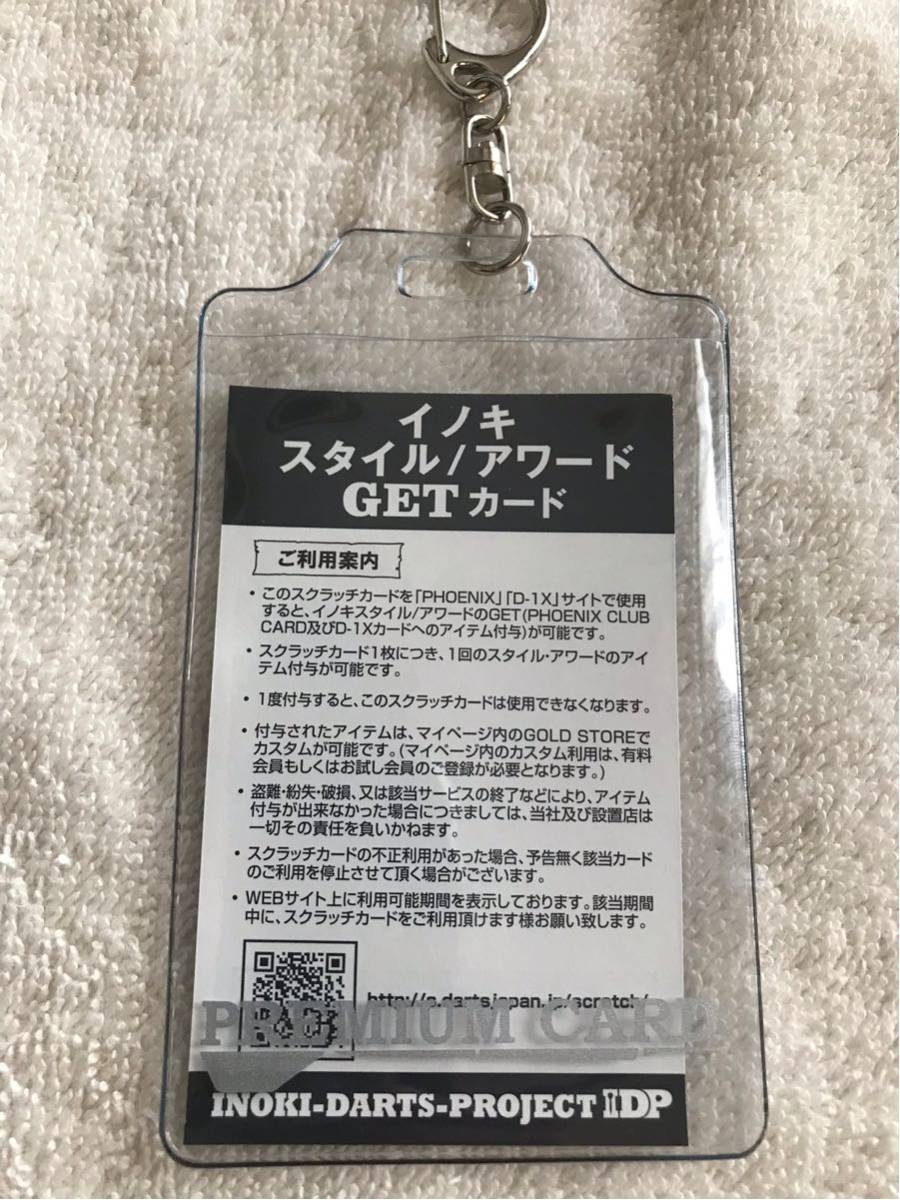 イノキ
スタイル/アワード
GET カード
ご利用案内
・このスクラッチカードを「PHOENIX」「D-1X」サイトで使用
すると、イノキスタイル/アワードのGET(PHOENIX CLUB
CARD及びD-1Xカードへのアイテム付与)が可能です。
・スクラッチカード1枚につき、1回のスタイル・アワードのアイ
テム付与が可能です。
・1度付与すると、このスクラッチカードは使用できなくなります。
・付与されたアイテムは、マイページ内のGOLD STOREで
カスタムが可能です。(マイページ内のカスタム利用は、有料
会員もしくはお試し会員のご登録が必要となります。)
・盗難・紛失・破損、又は該当サービスの終了などにより、アイテム
付与が出来なかった場合につきましては、当社及び設置店は
一切その責任を負いかねます。
・スクラッチカードの不正利用があった場合、予告無く該当カード
のご利用を停止させて頂く場合がございます。
・WEBサイト上に利用可能期間を表示しております。該当期間
中に、スクラッチカードをご利用頂けます様お願い致します。
http://p.dartsjapan.jp/scratch/
PREMIUM CARD
INOKI-DARTS-PROJECT IDP